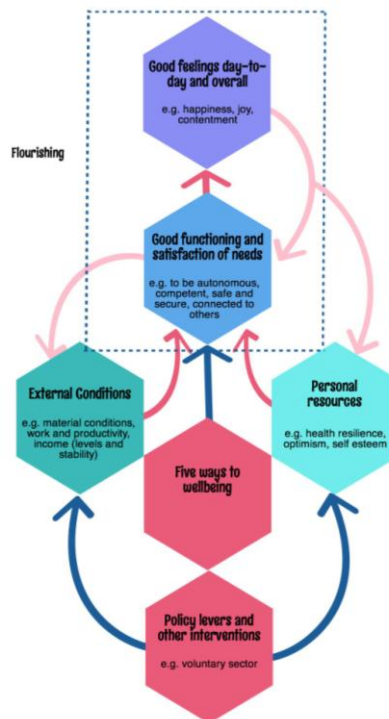 Good feelings day-to-
day and overall
e.g. happiness, joy,
contentment
Flourishing
Good functioning and
satisfaction of needs
e.g. to be autonomous,
competent, safe and
secure, connected to
others
External Conditions
e.g. material conditions,
work and productivity,
income (levels and
stability)
Personal
resources
e.g. health resilience,
optimism, self esteem
Five ways to
wellbeing
Policy levers and
other interventions
e.g. voluntary sector